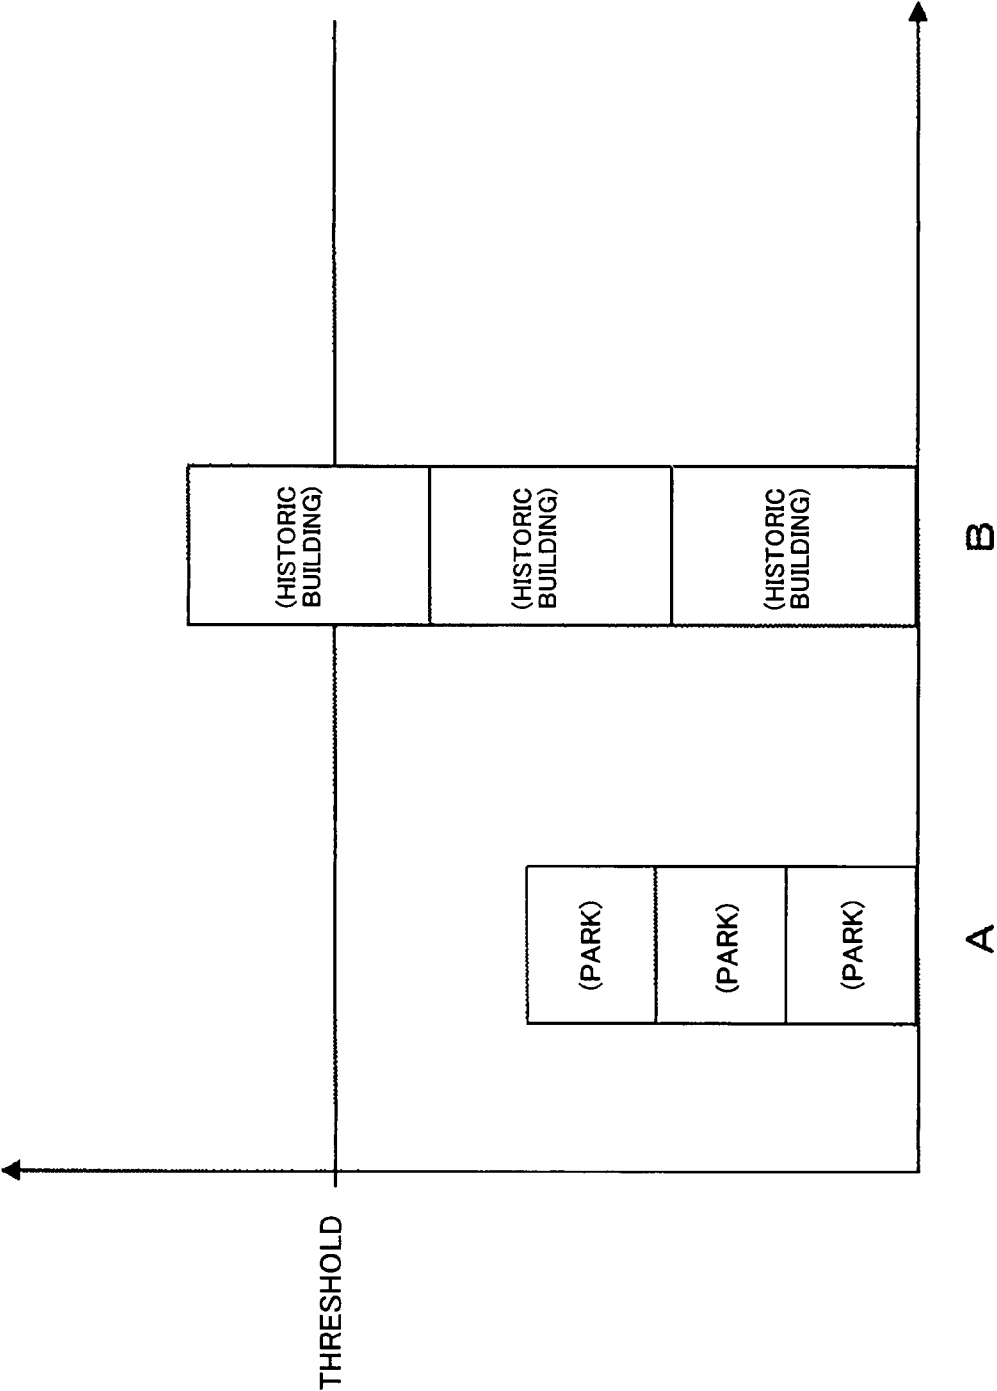 THRESHOLD
(PARK)
(PARK)
(PARK)
A
(HISTORIC
BUILDING)
(HISTORIC
BUILDING)
(HISTORIC
BUILDING)
B